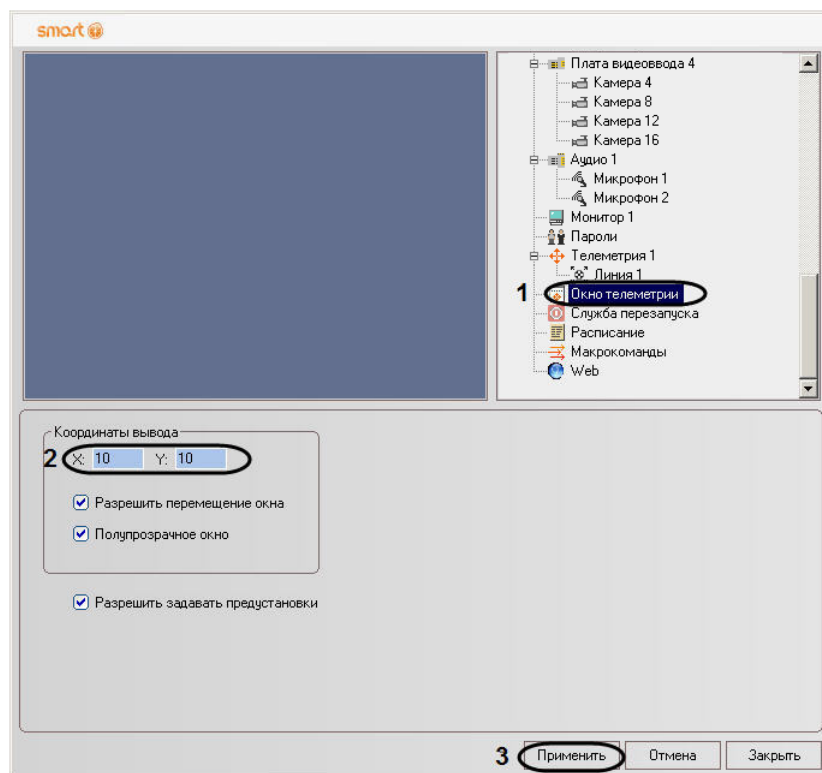 smart
Плата видеоввода 4
Камера 4
Камера 8
Камера 12
Камера 16
Аудио 1
Микрофон 1
Микрофон 2
Монитор 1
Пароли
Телеметрия 1
Линия 1
1 Окно телеметрии
Служба перезапуска
Расписание
Макрокоманды
Web
Координаты вывода
2 X: 10 Y: 10
Разрешить перемещение окна
Полупрозрачное окно
Разрешить задавать предустановки
3 Применить Отмена Закрыть